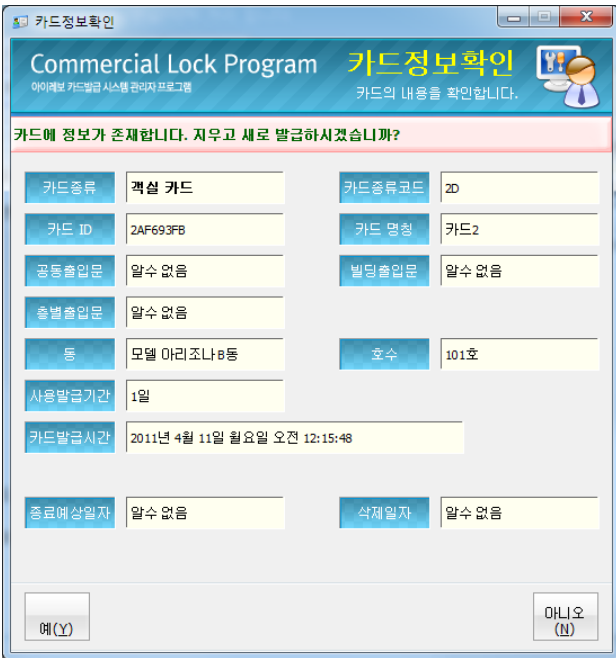 카드정보확인
Commercial Lock Program
카드정보확인
아이레보 카드발급 시스템 관리자 프로그램
카드의 내용을 확인합니다.
카드에 정보가 존재합니다. 지우고 새로 발급하시겠습니까?
카드종류 객실 카드 카드종류코드 2D
카드 ID 2AF693FB 카드 명칭 카드2
공동출입문 알수 없음 빌딩출입문 알수 없음
층별출입문 알수 없음
동 모델 아리조나B동 호수 101호
사용발급기간 1일
카드발급시간 2011년 4월 11일 월요일 오전 12:15:48
종료예상일자 알수 없음 삭제일자 알수 없음
예(Y) 아니오
(N)